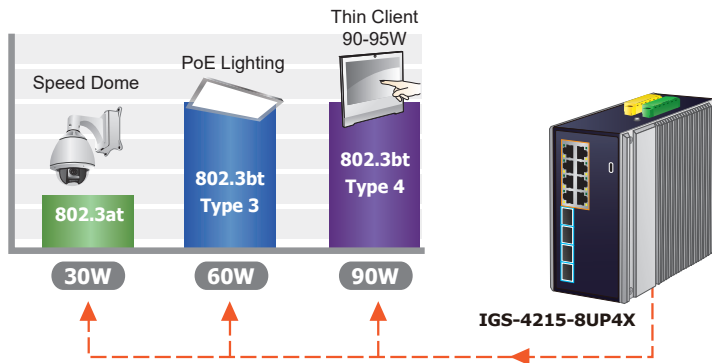 Thin Client
90-95W
PoE Lighting
Speed Dome
802.3at
802.3bt
Type 3
802.3bt
Type 4
30W
60W
90W
IGS-4215-8UP4X